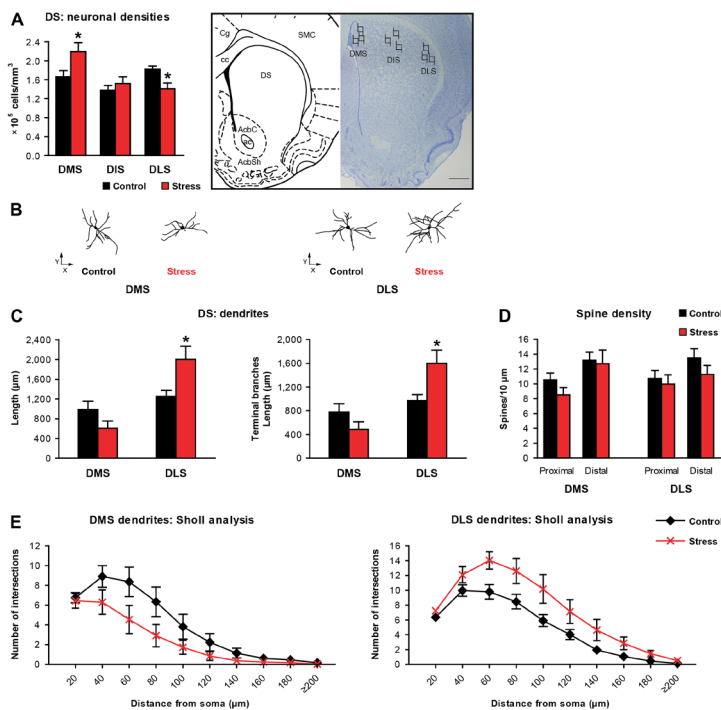 A
DS: neuronal densities
× 10⁵ cells/mm³
2.4
1.8
1.2
0.6
0.0
*
*
DMS DIS DLS
Control Stress
Cg
SMC
cc
DS
AcbC
ac
AcbSh
DMS
DIS
DLS
B
Y
X
Control
Stress
DMS
Y
X
Control
Stress
DLS
C
DS: dendrites
Length (µm)
2,400
2,000
1,600
1,200
800
400
0
*
DMS DLS
Terminal branches
Length (µm)
2,000
1,600
1,200
800
400
0
*
DMS DLS
D
Spine density
Control
Stress
Spines/10 µm
16
14
12
10
8
6
4
2
0
Proximal Distal Proximal Distal
DMS DLS
E
DMS dendrites: Sholl analysis
Number of intersections
12
10
8
6
4
2
0
20 40 60 80 100 120 140 160 180 ≥200
Distance from soma (µm)
DLS dendrites: Sholl analysis
Control
Stress
Number of intersections
16
14
12
10
8
6
4
2
0
20 40 60 80 100 120 140 160 180 ≥200
Distance from soma (µm)